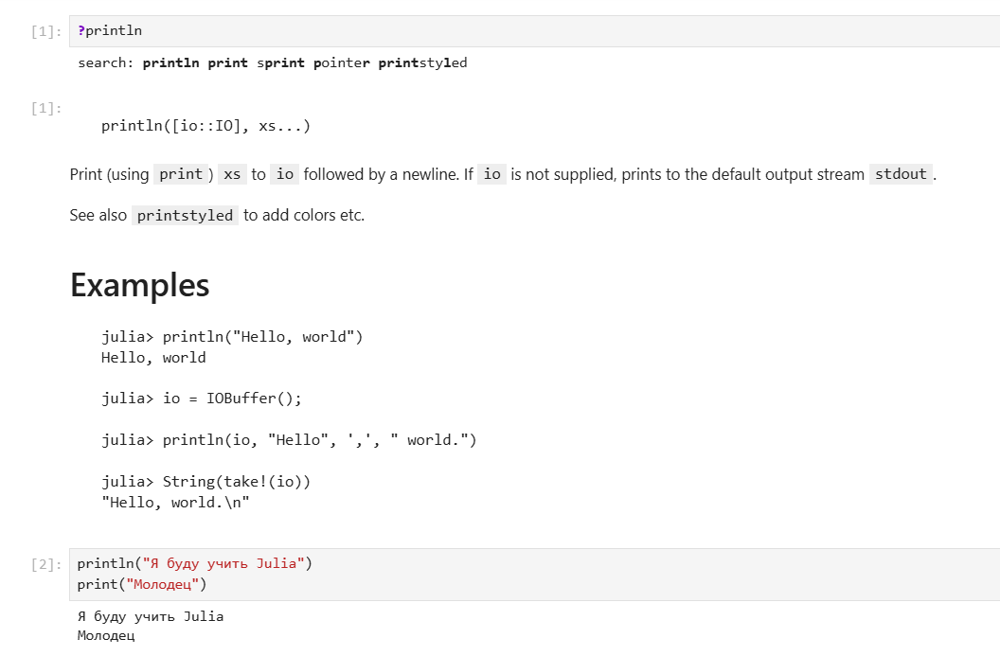 [1]: ?println
search: println print sprint pointer printstyled
[1]:
println([io::IO], xs...)
Print (using print) xs to io followed by a newline. If io is not supplied, prints to the default output stream stdout.
See also printstyled to add colors etc.
Examples
julia> println("Hello, world")
Hello, world
julia> io = IOBuffer();
julia> println(io, "Hello", ',', " world.")
julia> String(take!(io))
"Hello, world.\n"
[2]: println("Я буду учить Julia")
print("Молодец")
Я буду учить Julia
Молодец